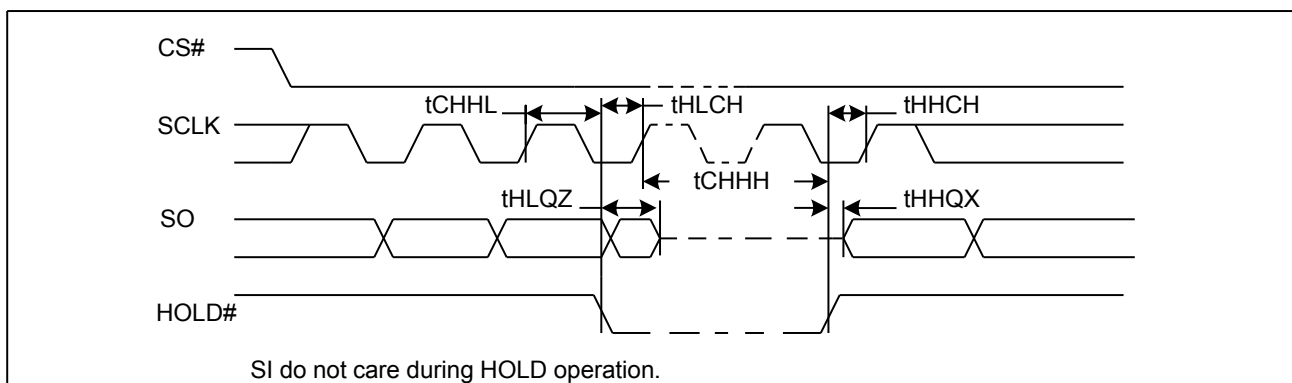 CS#
tCHHL
tHLCH
tHHCH
SCLK
tCHHH
tHLQZ
tHHQX
SO
HOLD#
SI do not care during HOLD operation.